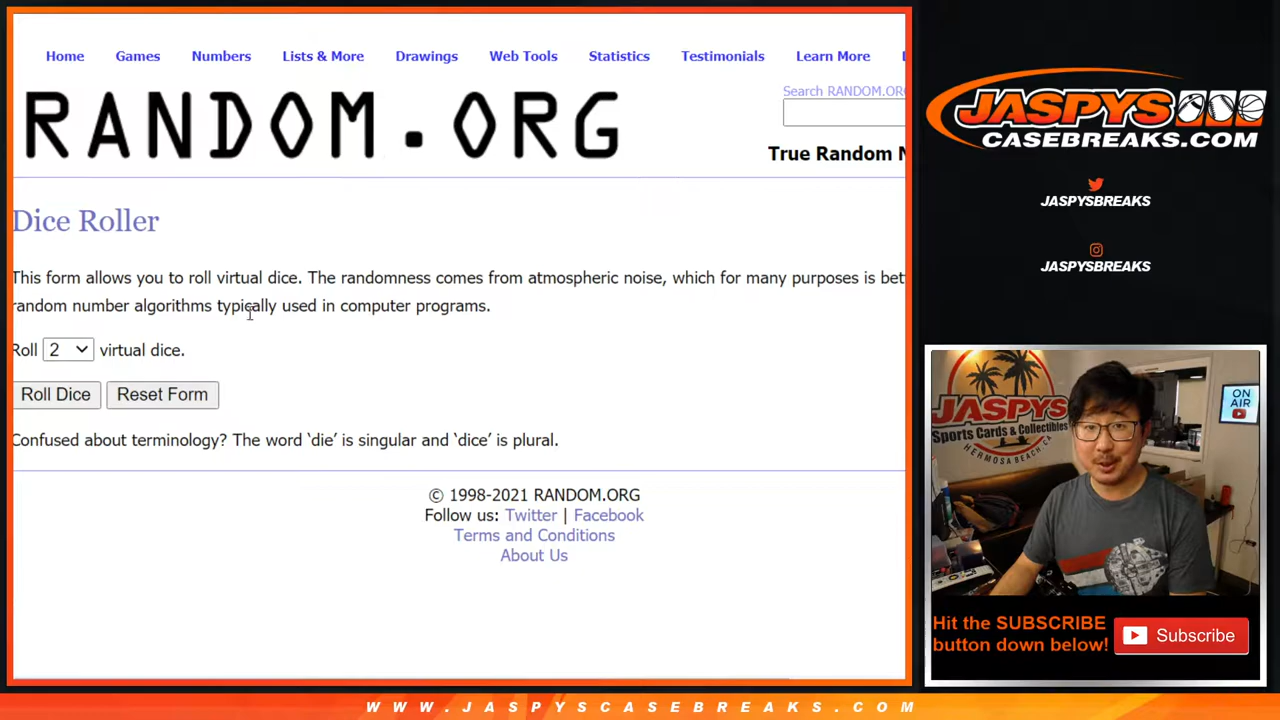 Home Games Numbers Lists & More Drawings Web Tools Statistics Testimonials Learn More
RANDOM.ORG
Search RANDOM.ORG
True Random N
Dice Roller
This form allows you to roll virtual dice. The randomness comes from atmospheric noise, which for many purposes is bet
random number algorithms typically used in computer programs.
Roll 2 virtual dice.
Roll Dice Reset Form
Confused about terminology? The word ‘die’ is singular and ‘dice’ is plural.
© 1998-2021 RANDOM.ORG
Follow us: Twitter | Facebook
Terms and Conditions
About Us
JASPYS
CASEBREAKS.COM
JASPYSBREAKS
JASPYSBREAKS
JASPYS
Sports Cards & Collectibles
HERMOSA BEACH, CA
ON
AIR
Hit the SUBSCRIBE
button down below!
Subscribe
WWW.JASPYSCASEBREAKS.COM